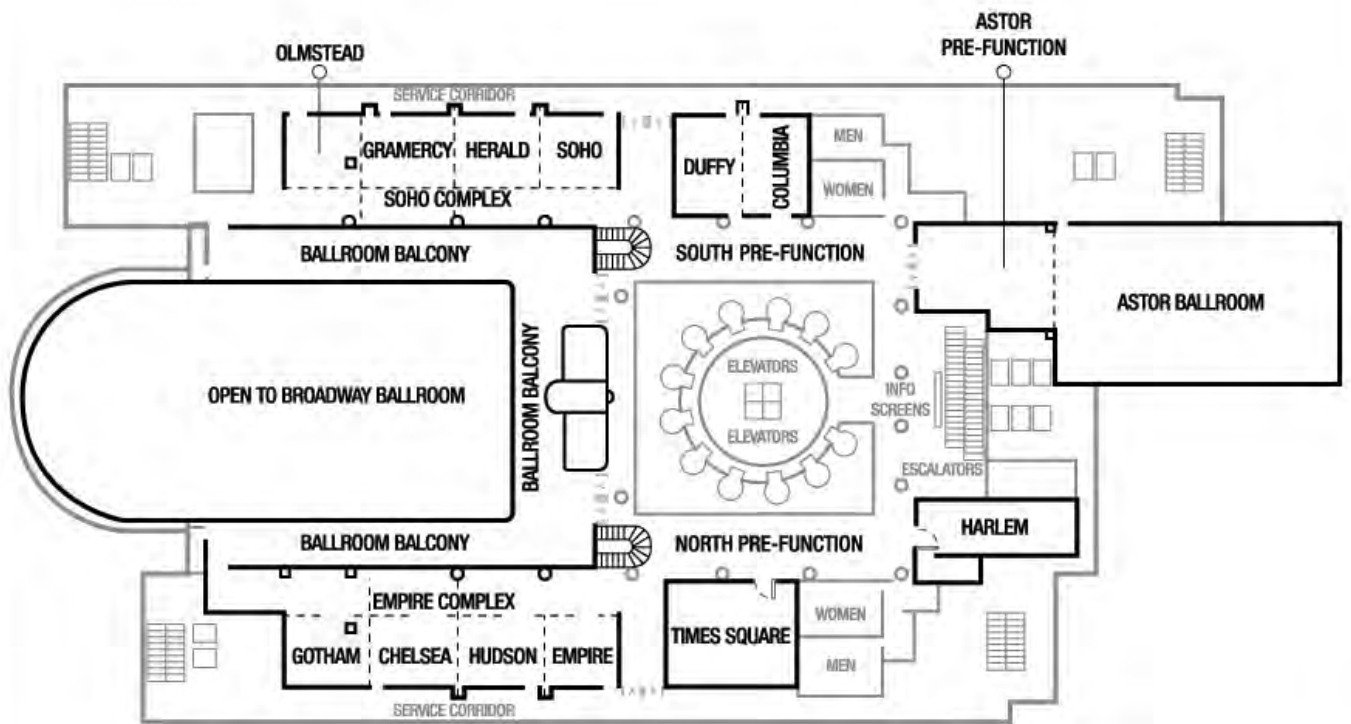 ASTOR
PRE-FUNCTION
OLMSTEAD
SERVICE CORRIDOR
GRAMERCY
HERALD
SOHO
DUFFY
COLUMBIA
MEN
WOMEN
SOHO COMPLEX
BALLROOM BALCONY
SOUTH PRE-FUNCTION
ASTOR BALLROOM
OPEN TO BROADWAY BALLROOM
BALLROOM BALCONY
ELEVATORS
ELEVATORS
INFO
SCREENS
ESCALATORS
BALLROOM BALCONY
NORTH PRE-FUNCTION
HARLEM
EMPIRE COMPLEX
GOTHAM
CHELSEA
HUDSON
EMPIRE
TIMES SQUARE
WOMEN
MEN
SERVICE CORRIDOR